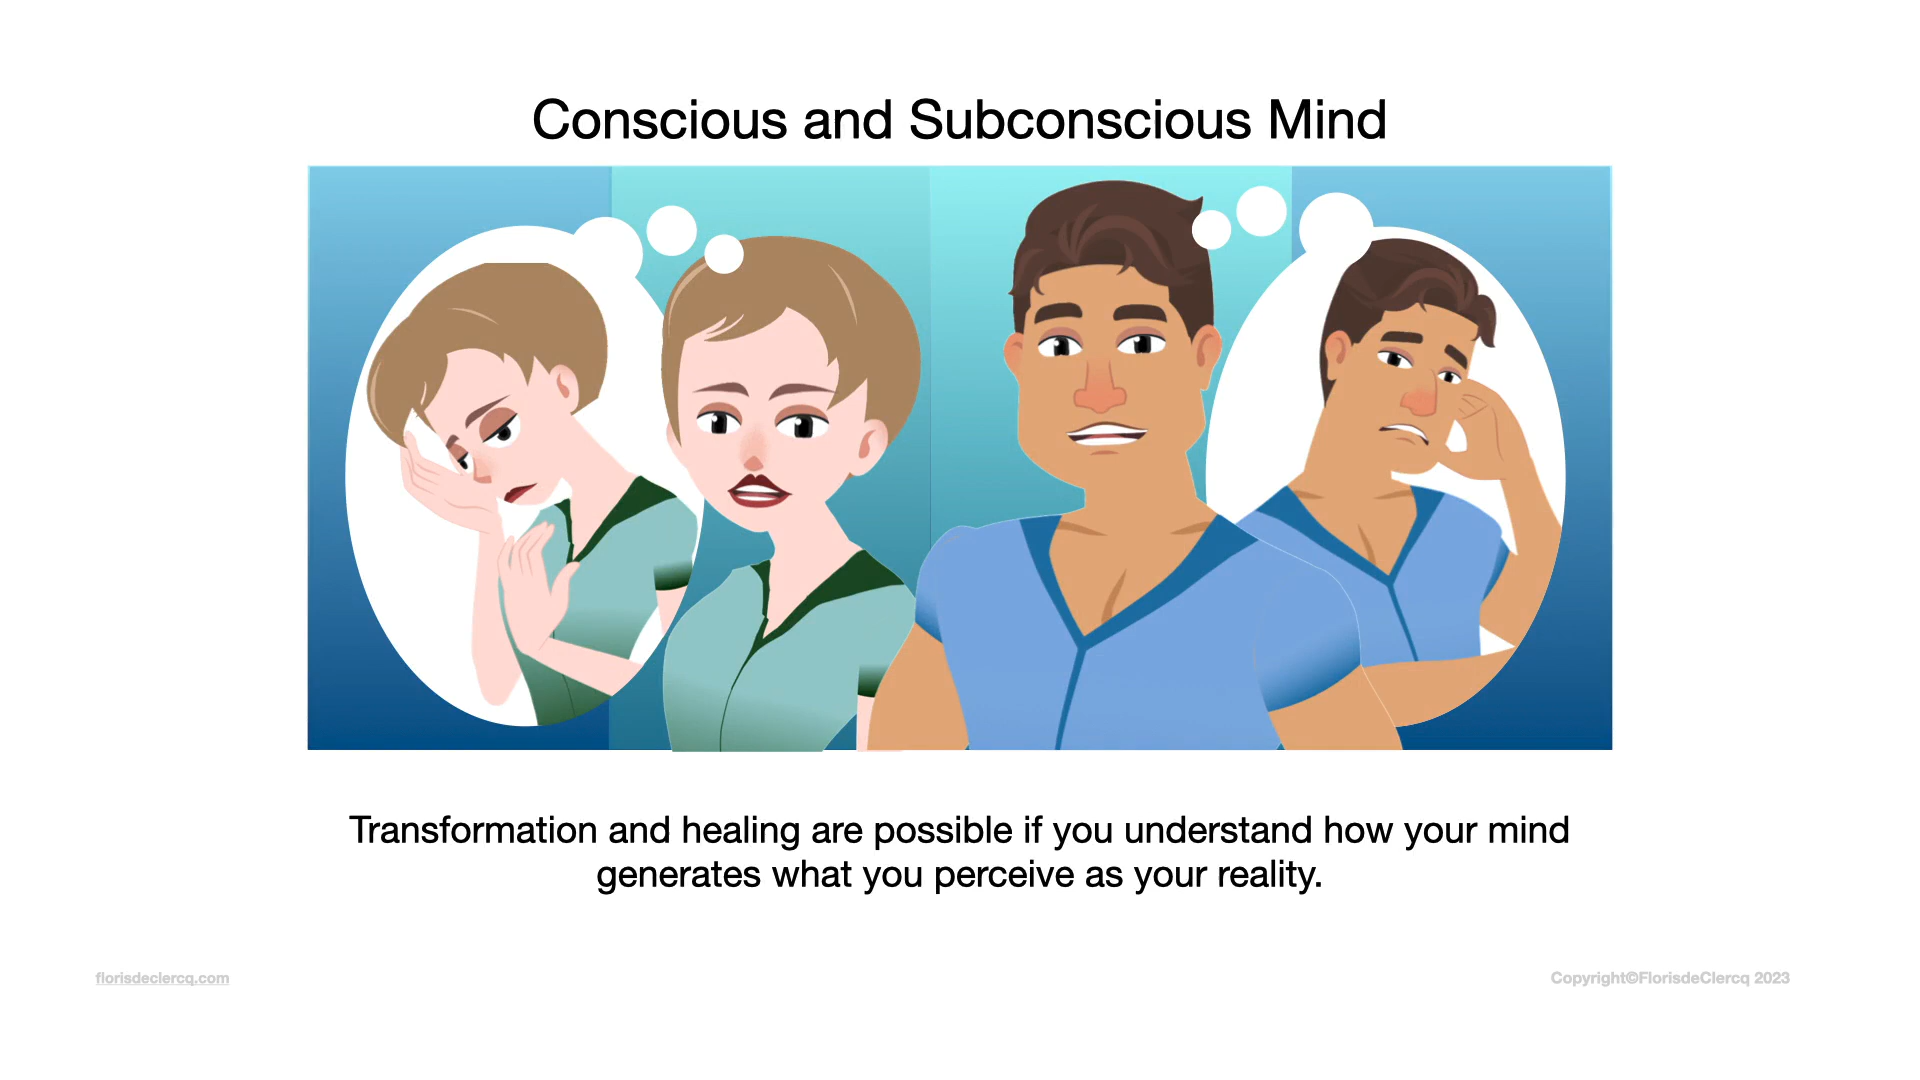 Conscious and Subconscious Mind
Transformation and healing are possible if you understand how your mind
generates what you perceive as your reality.
florisdeclercq.com
Copyright©FlorisdeClercq 2023